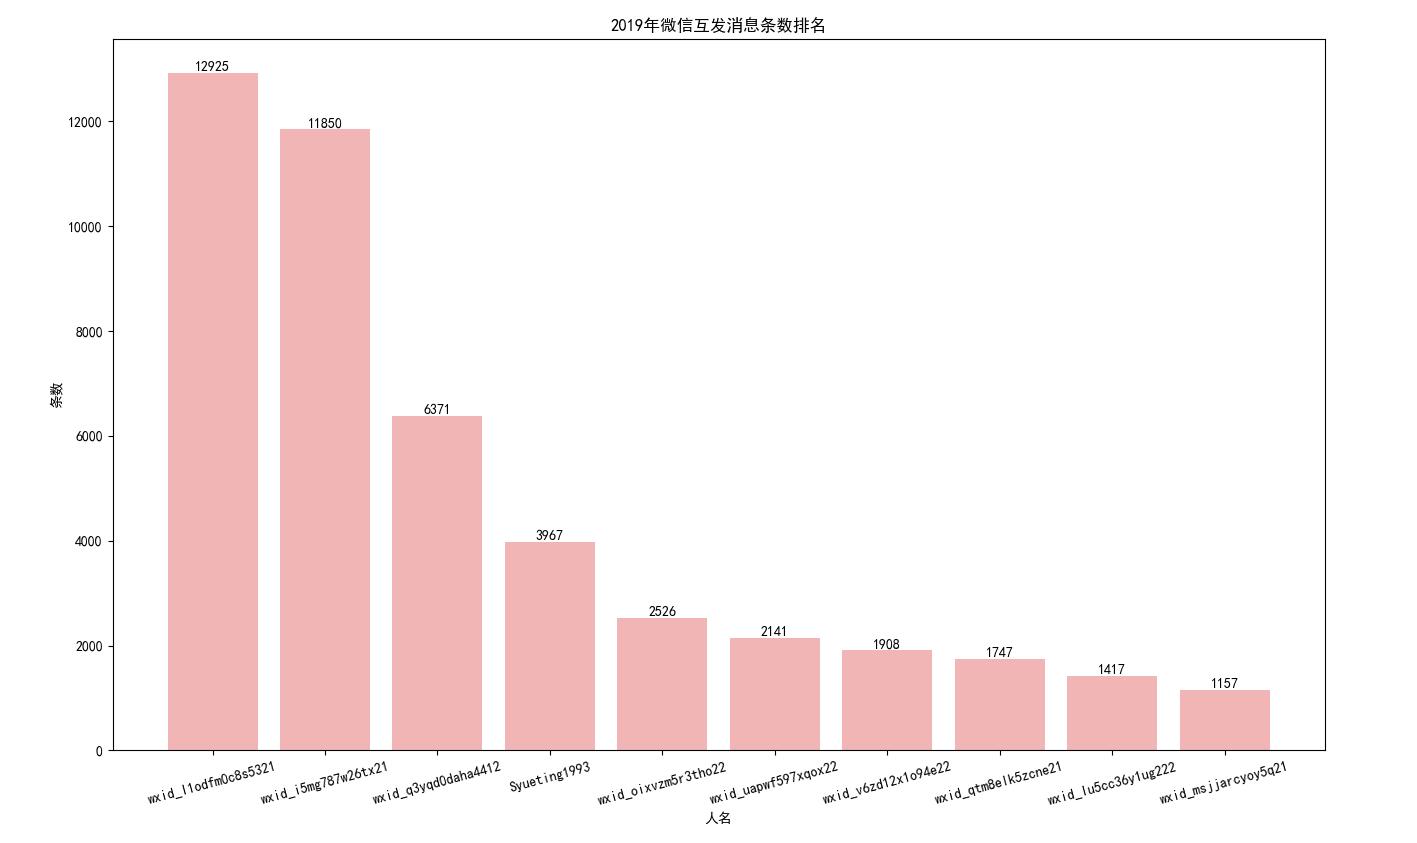 2019年微信互发消息条数排名
12925
11850
6371
3967
2526
2141
1908
1747
1417
1157
12000
10000
8000
6000
4000
2000
0
条数
wxid_l1odfm0c8s5321
wxid_i5mg787w26tx21
wxid_q3yqd0daha4412
Syueting1993
wxid_oixvzm5r3tho22
wxid_uapwf597xqox22
wxid_v6zd12x1o94e22
wxid_qtm8elk5zcne21
wxid_lu5cc36y1ug222
wxid_msjjarcyoy5q21
人名